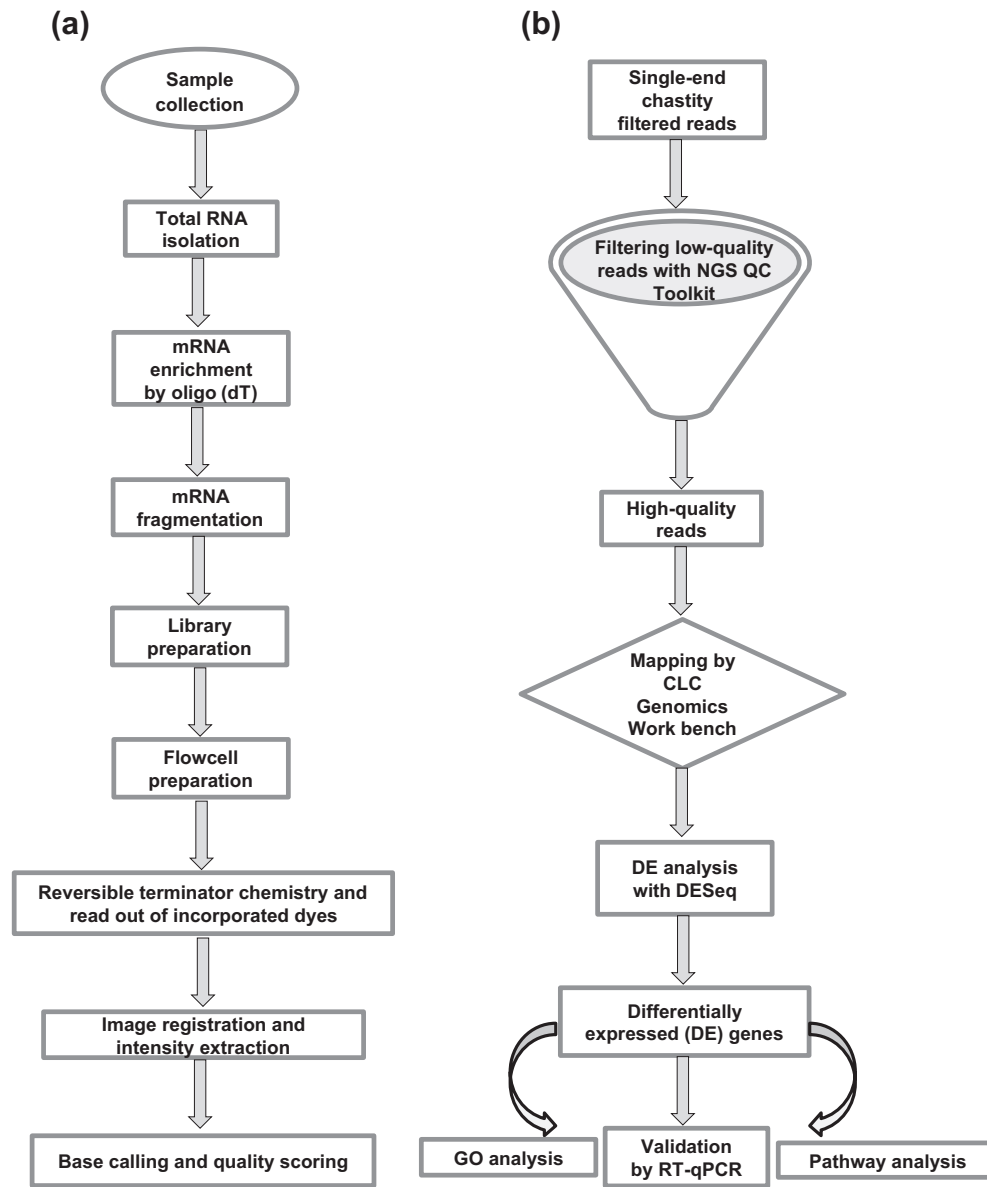 (a)
Sample
collection
Total RNA
isolation
mRNA
enrichment
by oligo (dT)
mRNA
fragmentation
Library
preparation
Flowcell
preparation
Reversible terminator chemistry and
read out of incorporated dyes
Image registration and
intensity extraction
Base calling and quality scoring
(b)
Single-end
chastity
filtered reads
Filtering low-quality
reads with NGS QC
Toolkit
High-quality
reads
Mapping by
CLC
Genomics
Work bench
DE analysis
with DESeq
Differentially
expressed (DE) genes
GO analysis
Validation
by RT-qPCR
Pathway analysis